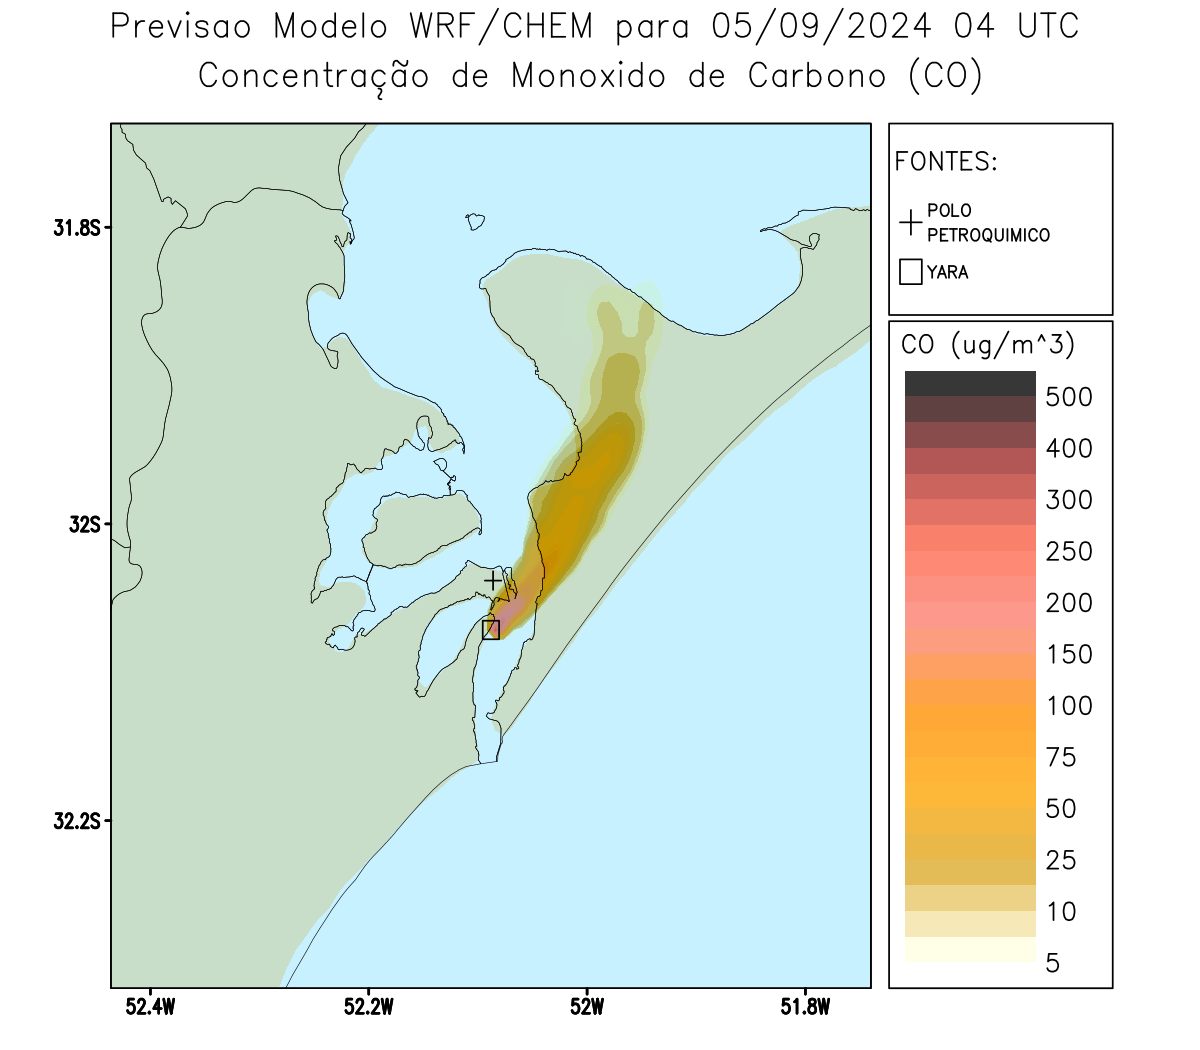 Previsao Modelo WRF/CHEM para 05/09/2024 04 UTC
Concentração de Monoxido de Carbono (CO)
FONTES:
POLO
PETROQUIMICO
YARA
CO (ug/m^3)
500
400
300
250
200
150
100
75
50
25
10
5
31.8S
32S
32.2S
52.4W
52.2W
52W
51.8W